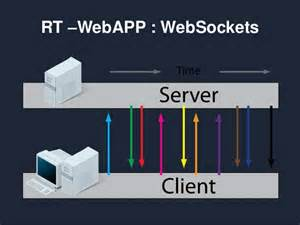 RT –WebAPP : WebSockets
Time
Server
Client